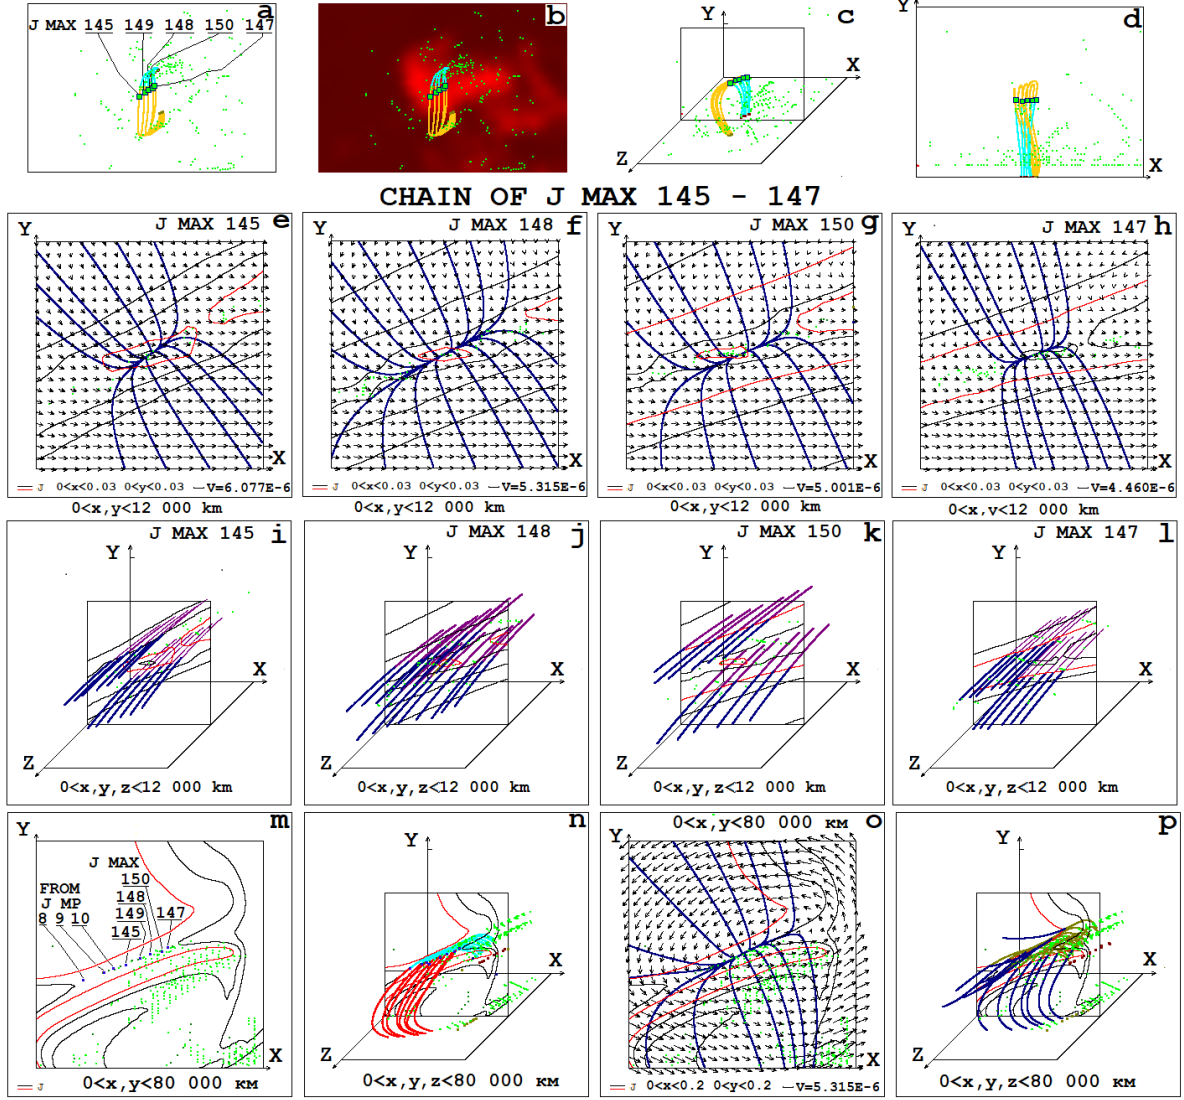 a
J MAX 145 149 148 150 147
b
Y
c
X
Z
Y
d
X
CHAIN OF J MAX 145 - 147
Y J MAX 145 e
X
J 0<x<0.03 0<y<0.03 V=6.077E-6
0<x,y<12 000 km
Y J MAX 148 f
X
J 0<x<0.03 0<y<0.03 V=5.315E-6
0<x,y<12 000 km
Y J MAX 150 g
X
J 0<x<0.03 0<y<0.03 V=5.001E-6
0<x,y<12 000 km
Y J MAX 147 h
X
J 0<x<0.03 0<y<0.03 V=4.460E-6
0<x,y<12 000 km
J MAX 145 i
Y
X
Z
0<x,y,z<12 000 km
J MAX 148 j
Y
X
Z
0<x,y,z<12 000 km
J MAX 150 k
Y
X
Z
0<x,y,z<12 000 km
J MAX 147 l
Y
X
Z
0<x,y,z<12 000 km
Y m
J MAX
150
FROM
148
J MP
8 9 10 149 147
145
X
J 0<x,y<80 000 км
n
Y
X
Z
0<x,y,z<80 000 км
0<x,y<80 000 км o
Y
X
J 0<x<0.2 0<y<0.2 V=5.315E-6
p
Y
X
Z
0<x,y,z<80 000 км